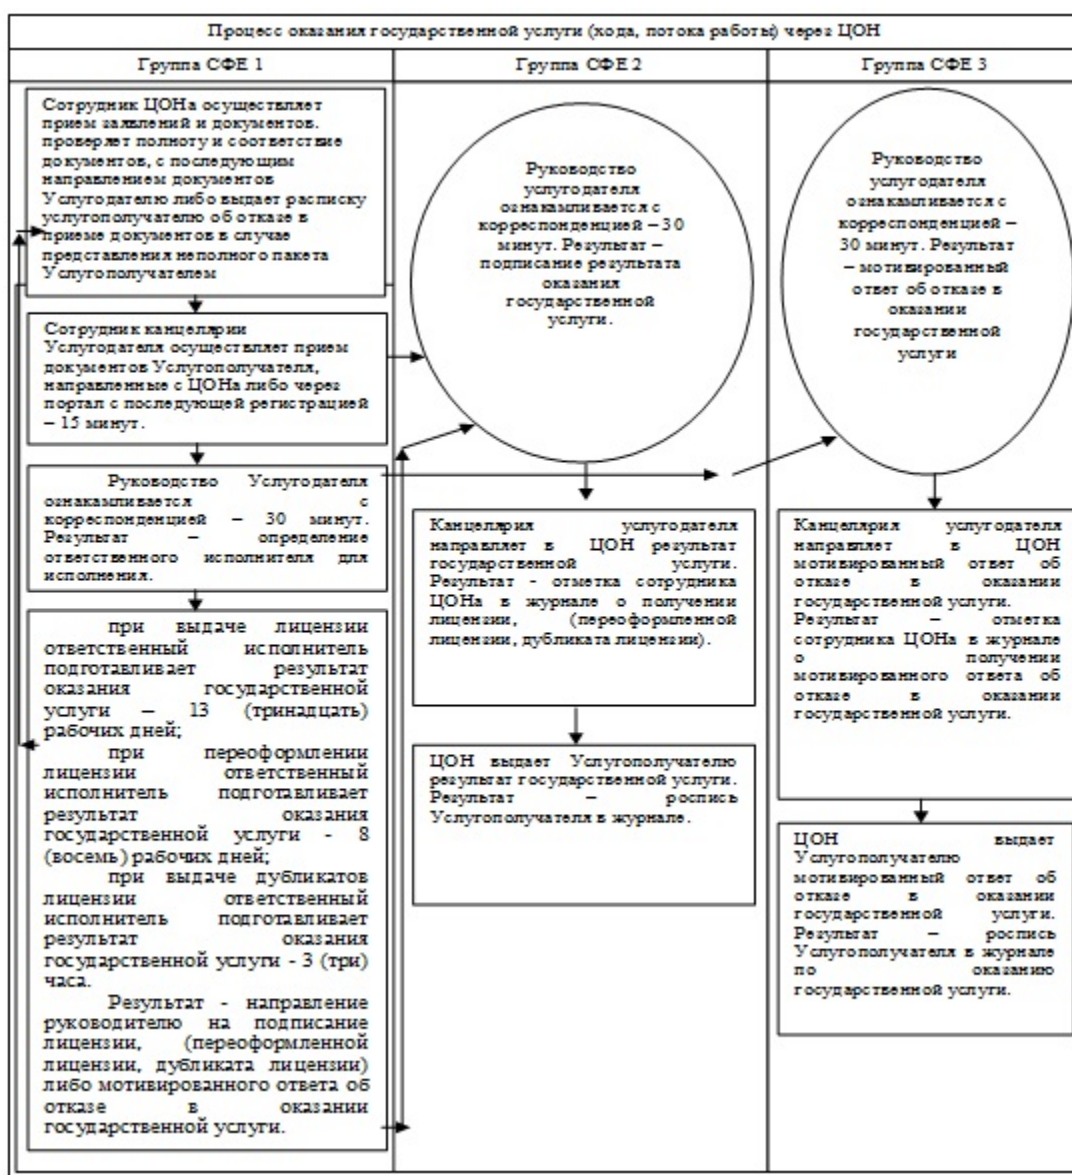 Процесс оказания государственной услуги (хода, потока работы) через ЦОН
Группа СФЕ 1
Группа СФЕ 2
Группа СФЕ 3
Сотрудник ЦОНа осуществляет
прием заявлений и документов.
проверяет полноту и соответствие
документов, с последующим
направлением документов
Услугодателю либо выдает расписку
услугополучателю об отказе в
приеме документов в случае
представления неполного пакета
Услугополучателем
Сотрудник канцелярии
Услугодателя осуществляет прием
документов Услугополучателя,
направленные с ЦОНа либо через
портал с последующей регистрацией
– 15 минут.
Руководство Услугодателя
ознакамливается с
корреспонденцией – 30 минут.
Результат – определение
ответственного исполнителя для
исполнения.
при выдаче лицензии
ответственный исполнитель
подготавливает результат
оказания государственной
услуги – 13 (тринадцать)
рабочих дней;
при переоформлении
лицензии ответственный
исполнитель подготавливает
результат оказания
государственной услуги - 8
(восемь) рабочих дней;
при выдаче дубликатов
лицензии ответственный
исполнитель подготавливает
результат оказания
государственной услуги - 3 (три)
часа.
Результат - направление
руководителю на подписание
лицензии, (переоформленной
лицензии, дубликата лицензии)
либо мотивированного ответа об
отказе в оказании
государственной услуги.
Руководство
услугодателя
ознакамливается с
корреспонденцией – 30
минут. Результат –
подписание результата
оказания
государственной
услуги.
Канцелярия услугодателя
направляет в ЦОН результат
государственной услуги.
Результат - отметка сотрудника
ЦОНа в журнале о получении
лицензии, (переоформленной
лицензии, дубликата лицензии).
ЦОН выдает Услугополучателю
результат государственной услуги.
Результат – роспись
Услугополучателя в журнале.
Руководство
услугодателя
ознакамливается с
корреспонденцией –
30 минут. Результат
– мотивированный
ответ об отказе в
оказании
государственной
услуги
Канцелярия услугодателя
направляет в ЦОН
мотивированный ответ об
отказе в оказании
государственной услуги.
Результат – отметка
сотрудника ЦОНа в журнале
о получении
мотивированного ответа об
отказе в оказании
государственной услуги.
ЦОН выдает
Услугополучателю
мотивированный ответ об
отказе в оказании
государственной услуги.
Результат – роспись
Услугополучателя в журнале
по оказанию
государственной услуги.